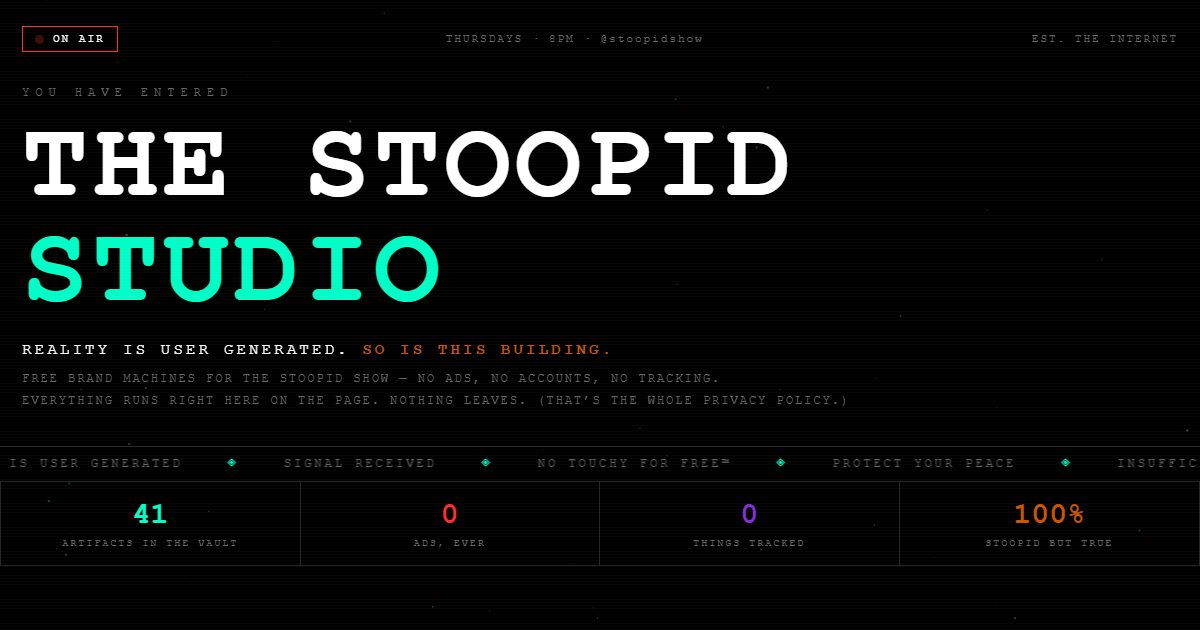 ON AIR
THURSDAYS · 8PM · @stoopidshow
EST. THE INTERNET
YOU HAVE ENTERED
THE STOOPID
STUDIO
REALITY IS USER GENERATED. SO IS THIS BUILDING.
FREE BRAND MACHINES FOR THE STOOPID SHOW — NO ADS, NO ACCOUNTS, NO TRACKING.
EVERYTHING RUNS RIGHT HERE ON THE PAGE. NOTHING LEAVES. (THAT’S THE WHOLE PRIVACY POLICY.)
IS USER GENERATED ◈ SIGNAL RECEIVED ◈ NO TOUCHY FOR FREE™ ◈ PROTECT YOUR PEACE ◈ INSUFFIC
41
ARTIFACTS IN THE VAULT
0
ADS, EVER
0
THINGS TRACKED
100%
STOOPID BUT TRUE